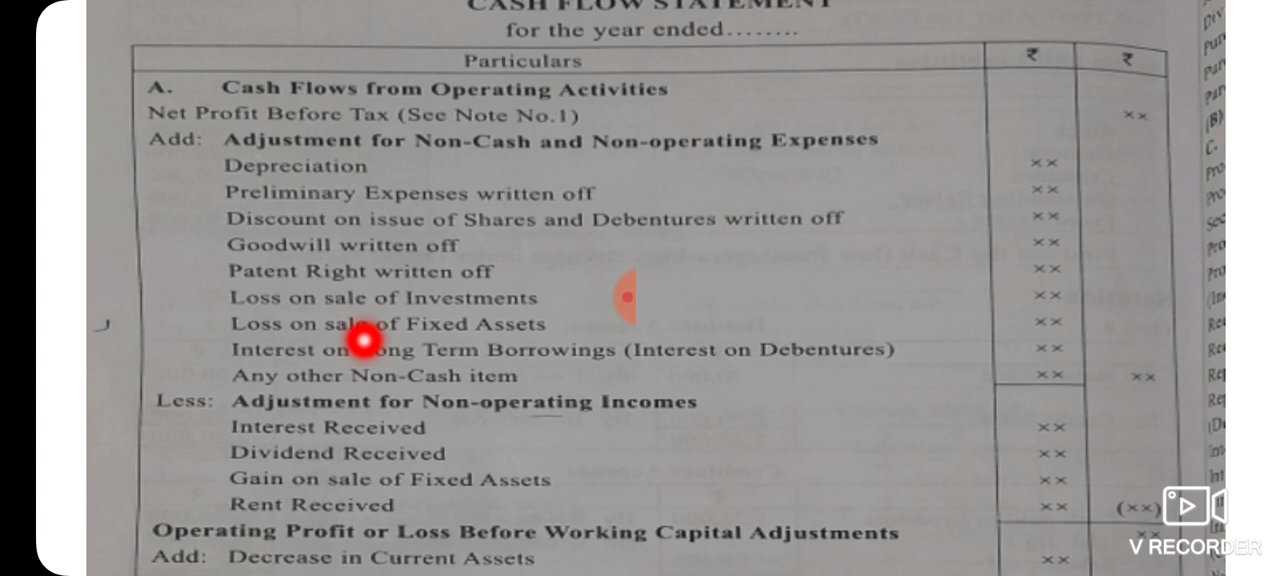 CASH FLOW STATEMENT
for the year ended........
Particulars ₹ ₹
A. Cash Flows from Operating Activities
Net Profit Before Tax (See Note No.1) ××
Add: Adjustment for Non-Cash and Non-operating Expenses
Depreciation ××
Preliminary Expenses written off ××
Discount on issue of Shares and Debentures written off ××
Goodwill written off ××
Patent Right written off ××
Loss on sale of Investments ××
Loss on sale of Fixed Assets ××
Interest on Long Term Borrowings (Interest on Debentures) ××
Any other Non-Cash item ×× ××
Less: Adjustment for Non-operating Incomes
Interest Received ××
Dividend Received ××
Gain on sale of Fixed Assets ××
Rent Received ×× (××)
Operating Profit or Loss Before Working Capital Adjustments ××
Add: Decrease in Current Assets ××
(B)
C.
V RECORDER